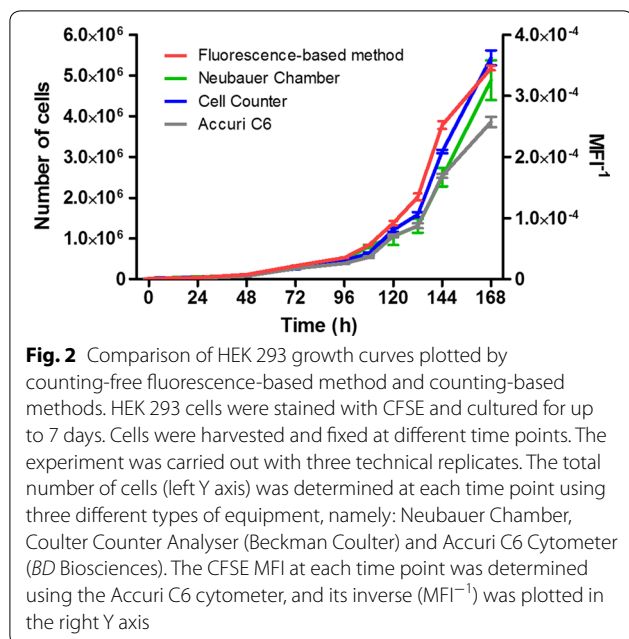 6.0×10⁶
5.0×10⁶
4.0×10⁶
3.0×10⁶
2.0×10⁶
1.0×10⁶
0
Number of cells
Fluorescence-based method
Neubauer Chamber
Cell Counter
Accuri C6
4.0×10⁻⁴
3.0×10⁻⁴
2.0×10⁻⁴
1.0×10⁻⁴
0
MFI⁻¹
0 24 48 72 96 120 144 168
Time (h)
Fig. 2 Comparison of HEK 293 growth curves plotted by
counting-free fluorescence-based method and counting-based
methods. HEK 293 cells were stained with CFSE and cultured for up
to 7 days. Cells were harvested and fixed at different time points. The
experiment was carried out with three technical replicates. The total
number of cells (left Y axis) was determined at each time point using
three different types of equipment, namely: Neubauer Chamber,
Coulter Counter Analyser (Beckman Coulter) and Accuri C6 Cytometer
(BD Biosciences). The CFSE MFI at each time point was determined
using the Accuri C6 cytometer, and its inverse (MFI⁻¹) was plotted in
the right Y axis